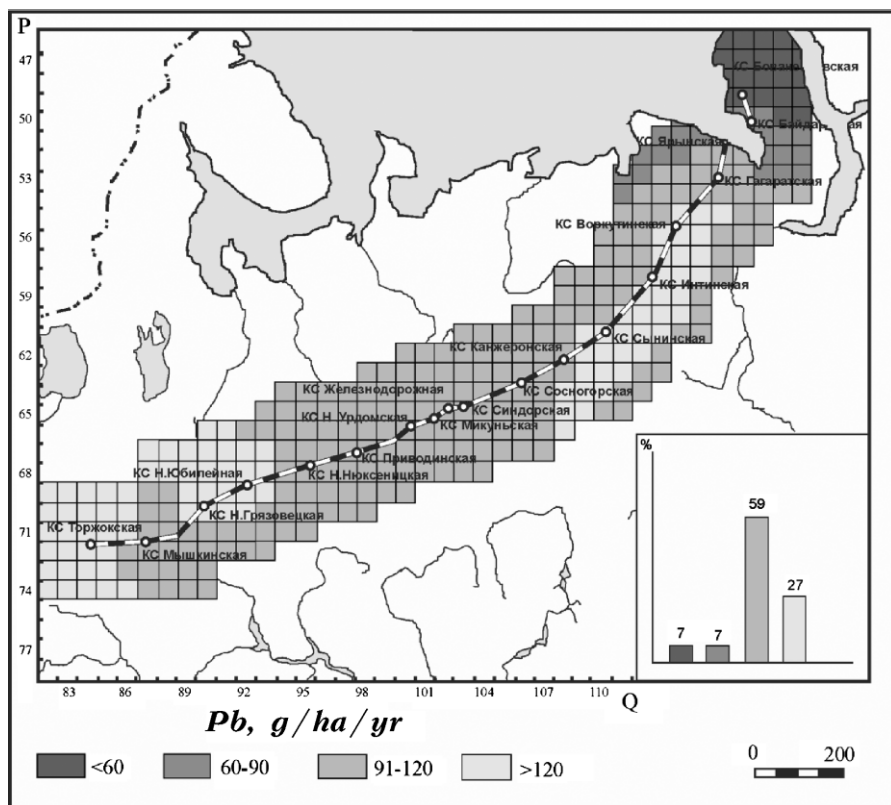 P
47
50
53
56
59
62
65
68
71
74
77
КС Ярынская
КС Гагаратская
КС Воркутинская
КС Интинская
КС Сынинская
КС Канжеронская
КС Сосногорская
КС Железнодорожная
КС Синдорская
КС Н. Урдомская
КС Микуньская
КС Приводинская
КС Н.Юбилейная
КС Н.Нюксеницкая
КС Н.Грязовецкая
КС Торжокская
КС Мышкинская
%
59
27
7
7
83
86
89
92
95
98
101
104
107
110
Q
Pb, g/ha/yr
<60
60-90
91-120
>120
0
200